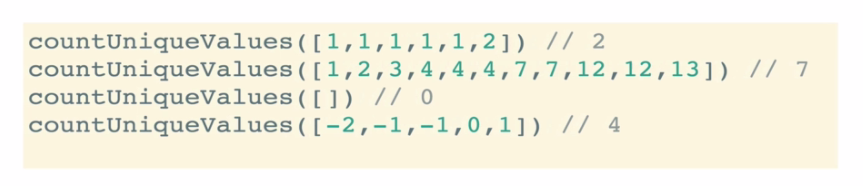 countUniqueValues([1,1,1,1,1,2]) // 2
countUniqueValues([1,2,3,4,4,4,7,7,12,12,13]) // 7
countUniqueValues([]) // 0
countUniqueValues([-2,-1,-1,0,1]) // 4